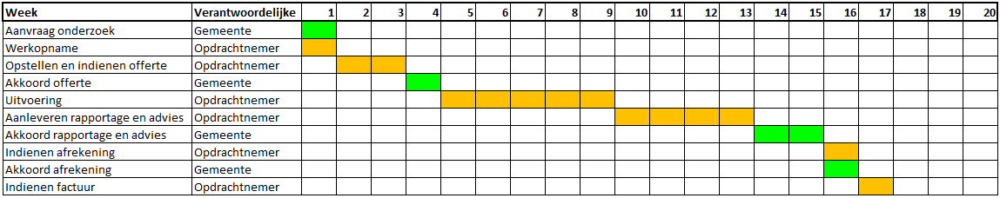 Week Verantwoordelijke 1 2 3 4 5 6 7 8 9 10 11 12 13 14 15 16 17 18 19 20
Aanvraag onderzoek Gemeente
Werkopname Opdrachtnemer
Opstellen en indienen offerte Opdrachtnemer
Akkoord offerte Gemeente
Uitvoering Opdrachtnemer
Aanleveren rapportage en advies Opdrachtnemer
Akkoord rapportage en advies Gemeente
Indienen afrekening Opdrachtnemer
Akkoord afrekening Gemeente
Indienen factuur Opdrachtnemer